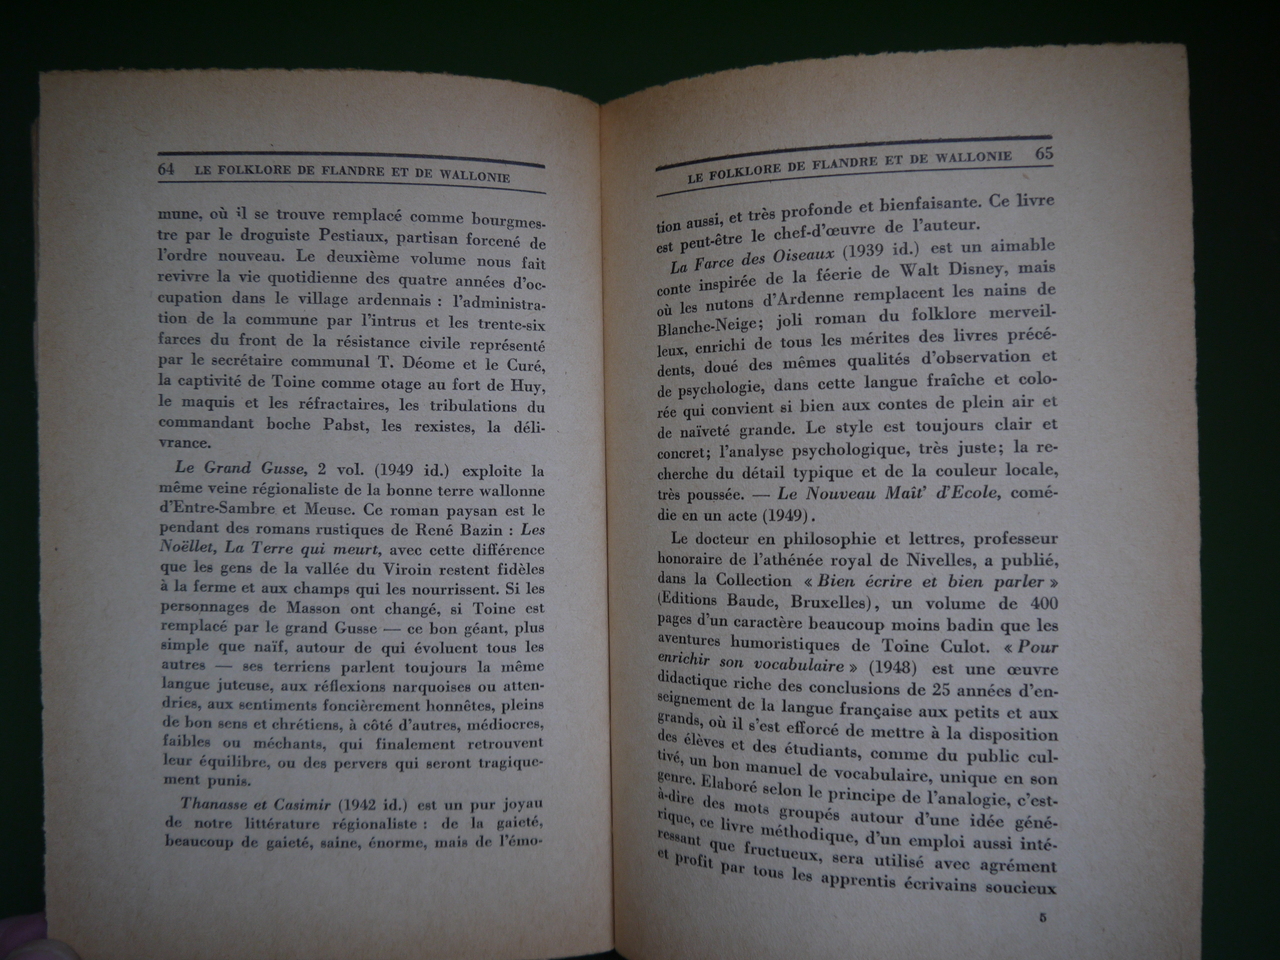 64 LE FOLKLORE DE FLANDRE ET DE WALLONIE
mune, où il se trouve remplacé comme bourgmes-
tre par le droguiste Pestiaux, partisan forcené de
l'ordre nouveau. Le deuxième volume nous fait
revivre la vie quotidienne des quatre années d'oc-
cupation dans le village ardennais : l'administra-
tion de la commune par l'intrus et les trente-six
farces du front de la résistance civile représenté
par le secrétaire communal T. Déome et le Curé,
la captivité de Toine comme otage au fort de Huy,
le maquis et les réfractaires, les tribulations du
commandant boche Pabst, les rexistes, la déli-
vrance.
Le Grand Gusse, 2 vol. (1949 id.) exploite la
même veine régionaliste de la bonne terre wallonne
d'Entre-Sambre et Meuse. Ce roman paysan est le
pendant des romans rustiques de René Bazin : Les
Noëllet, La Terre qui meurt, avec cette différence
que les gens de la vallée du Viroin restent fidèles
à la ferme et aux champs qui les nourrissent. Si les
personnages de Masson ont changé, si Toine est
remplacé par le grand Gusse — ce bon géant, plus
simple que naïf, autour de qui évoluent tous les
autres — ses terriens parlent toujours la même
langue juteuse, aux réflexions narquoises ou atten-
dries, aux sentiments foncièrement honnêtes, pleins
de bon sens et chrétiens, à côté d'autres, médiocres,
faibles ou méchants, qui finalement retrouvent
leur équilibre, ou des pervers qui seront tragique-
ment punis.
Thanasse et Casimir (1942 id.) est un pur joyau
de notre littérature régionaliste : de la gaieté,
beaucoup de gaieté, saine, énorme, mais de l'émo-
LE FOLKLORE DE FLANDRE ET DE WALLONIE 65
tion aussi, et très profonde et bienfaisante. Ce livre
est peut-être le chef-d'œuvre de l'auteur.
La Farce des Oiseaux (1939 id.) est un aimable
conte inspirée de la féerie de Walt Disney, mais
où les nutons d'Ardenne remplacent les nains de
Blanche-Neige; joli roman du folklore merveil-
leux, enrichi de tous les mérites des livres précé-
dents, doué des mêmes qualités d'observation et
de psychologie, dans cette langue fraîche et colo-
rée qui convient si bien aux contes de plein air et
de naïveté grande. Le style est toujours clair et
concret; l'analyse psychologique, très juste; la re-
cherche du détail typique et de la couleur locale,
très poussée. — Le Nouveau Maît' d'Ecole, comé-
die en un acte (1949).
Le docteur en philosophie et lettres, professeur
honoraire de l'athénée royal de Nivelles, a publié,
dans la Collection « Bien écrire et bien parler »
(Editions Baude, Bruxelles), un volume de 400
pages d'un caractère beaucoup moins badin que les
aventures humoristiques de Toine Culot. « Pour
enrichir son vocabulaire » (1948) est une œuvre
didactique riche des conclusions de 25 années d'en-
seignement de la langue française aux petits et aux
grands, où il s'est efforcé de mettre à la disposition
des élèves et des étudiants, comme du public cul-
tivé, un bon manuel de vocabulaire, unique en son
genre. Elaboré selon le principe de l'analogie, c'est-
à-dire des mots groupés autour d'une idée géné-
rique, ce livre méthodique, d'un emploi aussi inté-
ressant que fructueux, sera utilisé avec agrément
et profit par tous les apprentis écrivains soucieux
5